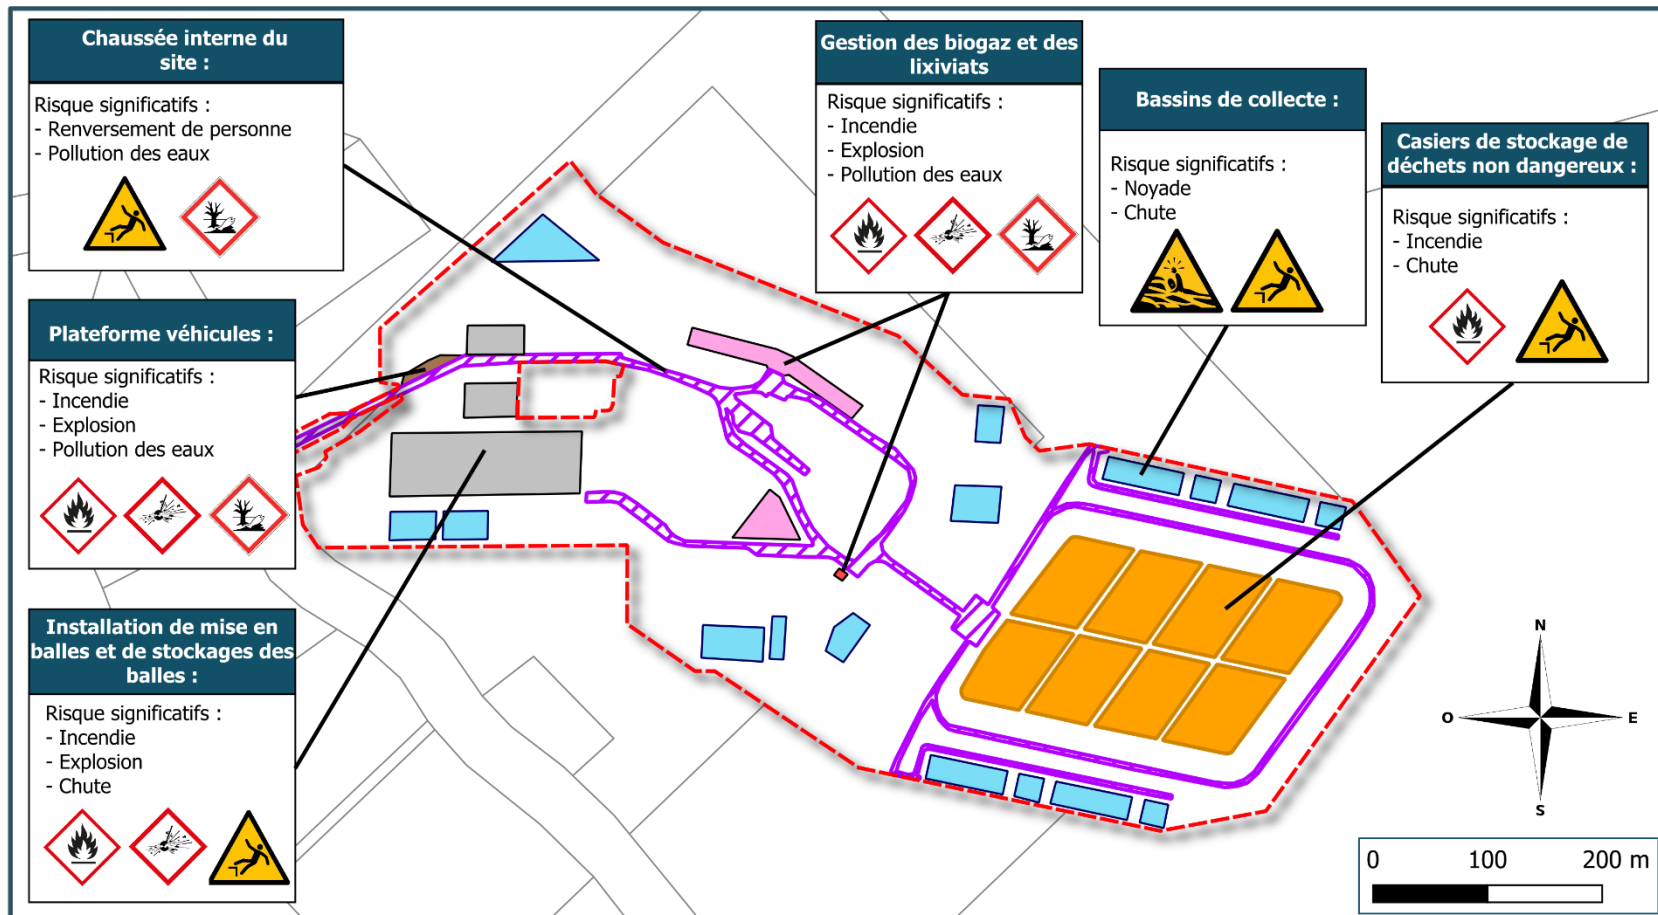 Chaussée interne du
site :
Risque significatifs :
- Renversement de personne
- Pollution des eaux
Plateforme véhicules :
Risque significatifs :
- Incendie
- Explosion
- Pollution des eaux
Installation de mise en
balles et de stockages des
balles :
Risque significatifs :
- Incendie
- Explosion
- Chute
Gestion des biogaz et des
lixiviats
Risque significatifs :
- Incendie
- Explosion
- Pollution des eaux
Bassins de collecte :
Risque significatifs :
- Noyade
- Chute
Casiers de stockage de
déchets non dangereux :
Risque significatifs :
- Incendie
- Chute
N
O
E
S
0 100 200 m